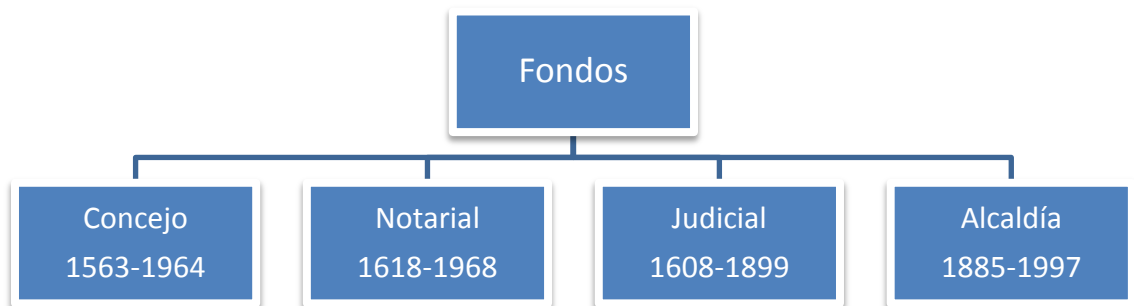 Fondos
Concejo
1563-1964
Notarial
1618-1968
Judicial
1608-1899
Alcaldía
1885-1997